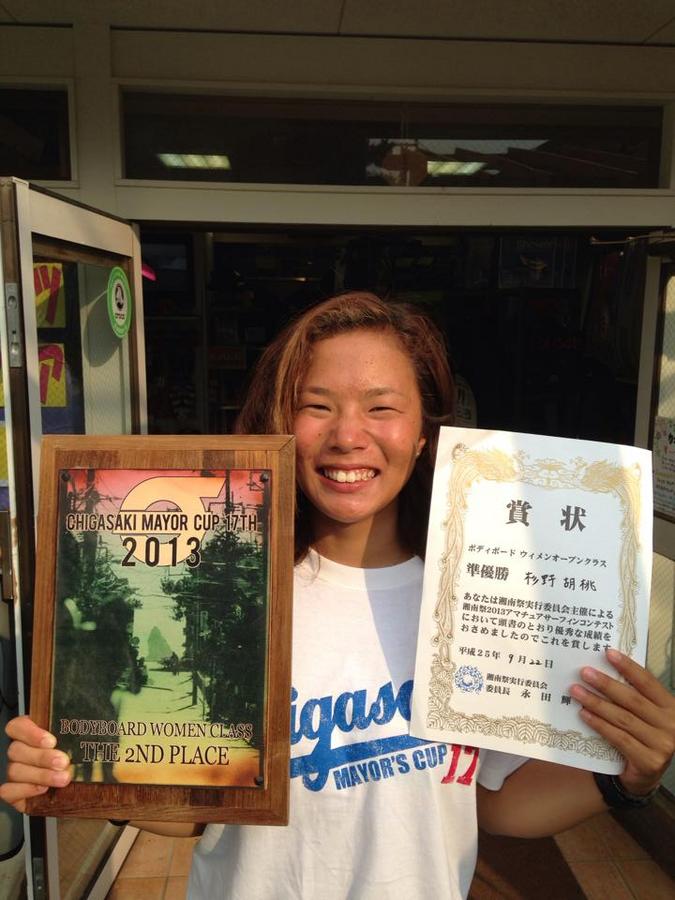 CHIGASAKI MAYOR CUP 17TH
2013
BODYBOARD WOMEN CLASS
THE 2ND PLACE
賞状
ボディボード ウィメンオープンクラス
準優勝 杉野 胡桃
あなたは湘南祭実行委員会主催による
湘南祭2013アマチュアサーフィンコンテスト
において頭書のとおり優秀な成績を
おさめましたのでこれを賞します
平成25年 9月22日
湘南祭実行委員会
委員長 永田 輝
igasa
MAYOR'S CUP 17